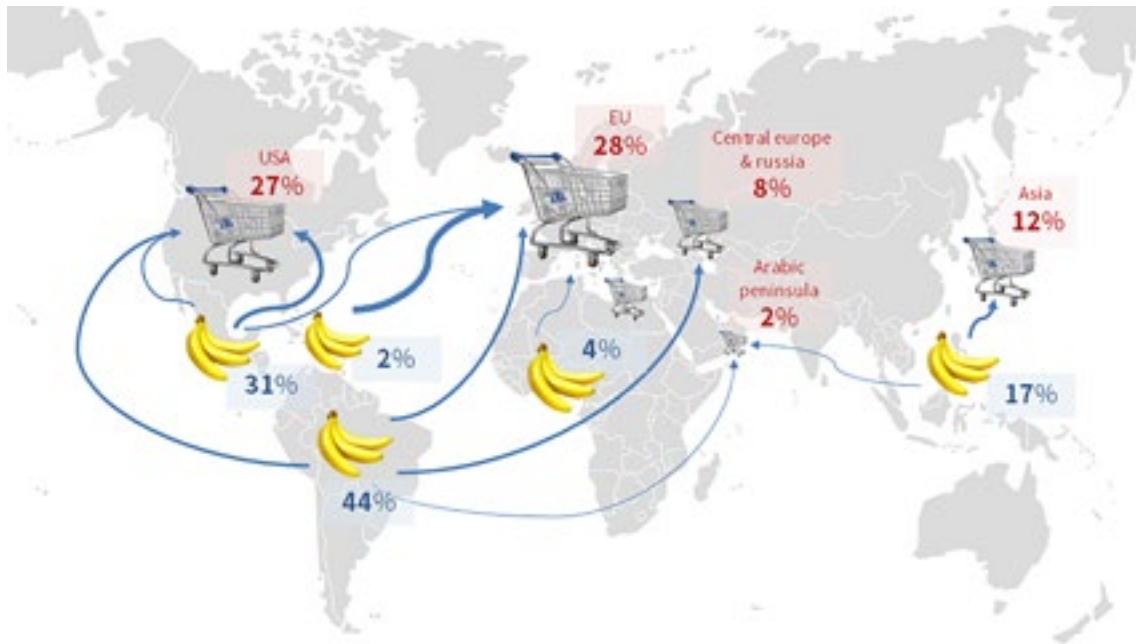 EU
28%
Central europe
& russia
8%
USA
27%
Asia
12%
Arabic
peninsula
2%
2%
4%
31%
17%
44%